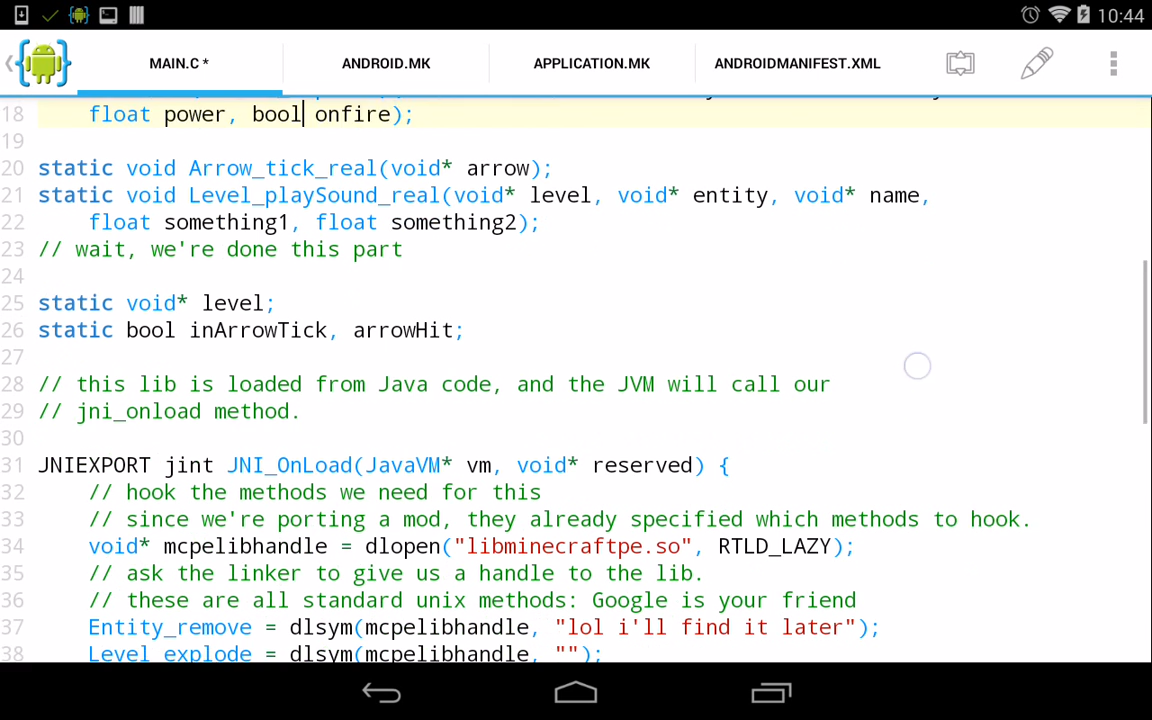 10:44
MAIN.C *
ANDROID.MK
APPLICATION.MK
ANDROIDMANIFEST.XML
18 float power, bool onfire);
19
20 static void Arrow_tick_real(void* arrow);
21 static void Level_playSound_real(void* level, void* entity, void* name,
22 float something1, float something2);
23 // wait, we're done this part
24
25 static void* level;
26 static bool inArrowTick, arrowHit;
27
28 // this lib is loaded from Java code, and the JVM will call our
29 // jni_onload method.
30
31 JNIEXPORT jint JNI_OnLoad(JavaVM* vm, void* reserved) {
32 // hook the methods we need for this
33 // since we're porting a mod, they already specified which methods to hook.
34 void* mcpelibhandle = dlopen("libminecraftpe.so", RTLD_LAZY);
35 // ask the linker to give us a handle to the lib.
36 // these are all standard unix methods: Google is your friend
37 Entity_remove = dlsym(mcpelibhandle, "lol i'll find it later");
38 Level_explode = dlsym(mcpelibhandle, "");